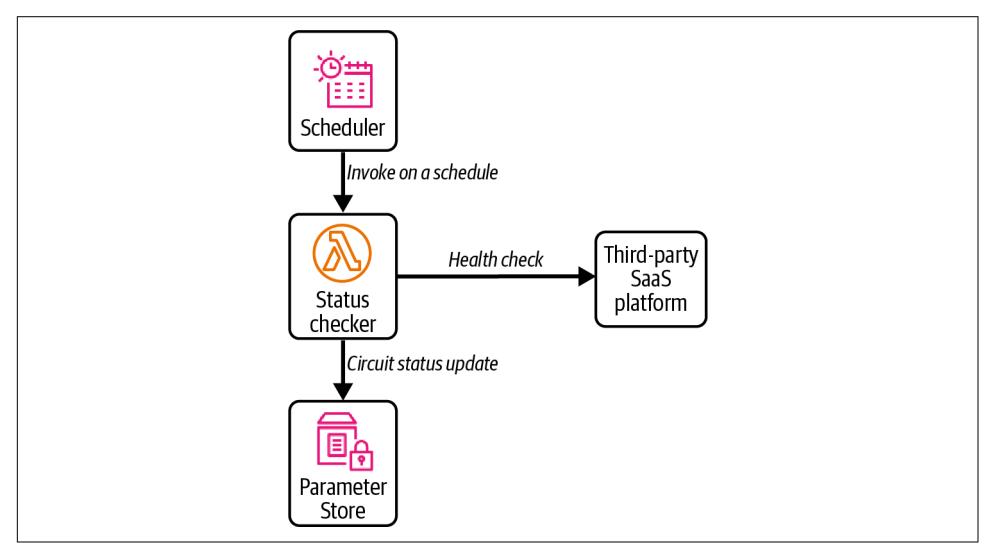 Scheduler
Invoke on a schedule
Status
checker
Health check
Third-party
SaaS
platform
Circuit status update
Parameter
Store